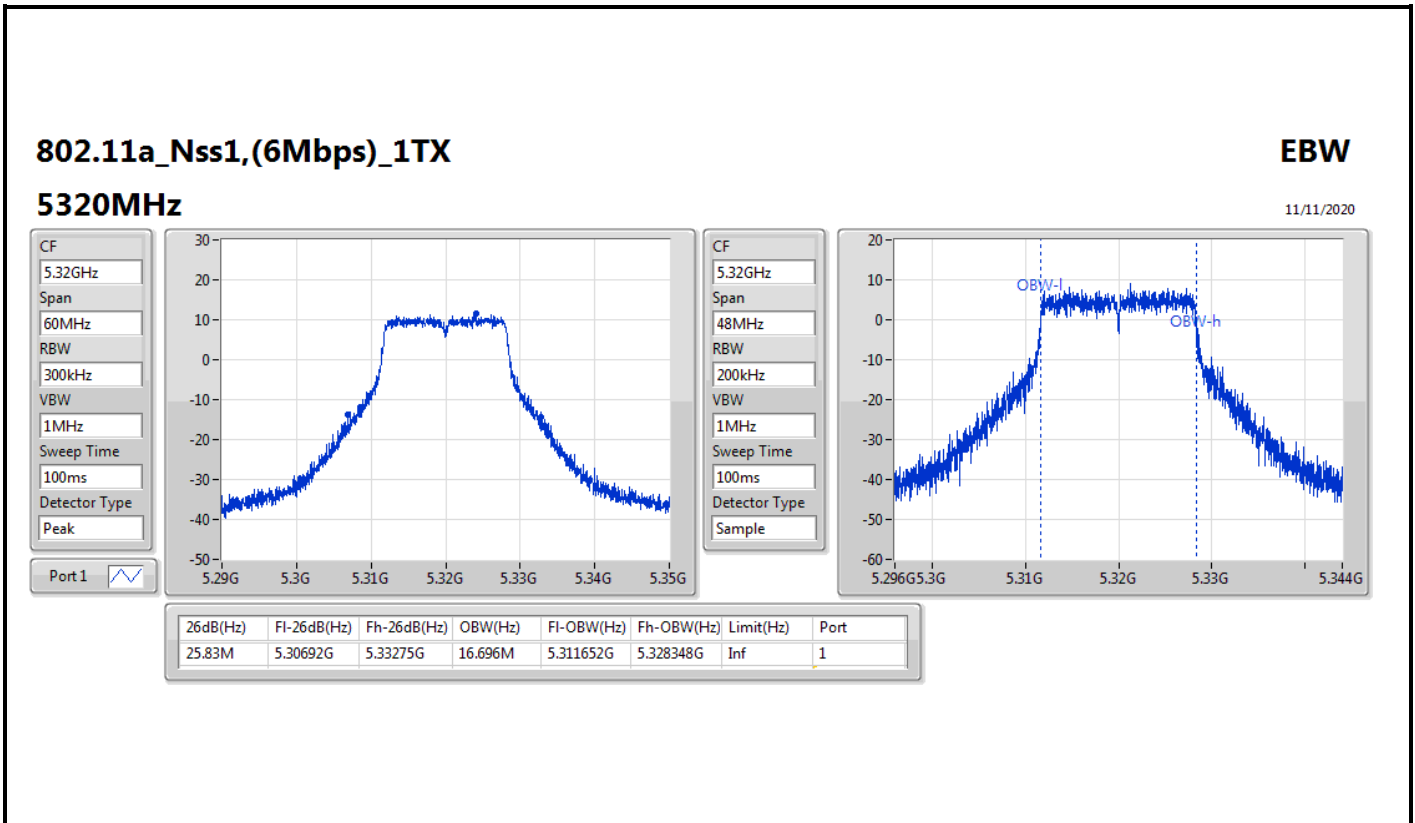 802.11a_Nss1,(6Mbps)_1TX
EBW
5320MHz
11/11/2020
CF
5.32GHz
Span
60MHz
RBW
300kHz
VBW
1MHz
Sweep Time
100ms
Detector Type
Peak
Port 1
30
20
10
0
-10
-20
-30
-40
-50
5.29G 5.3G 5.31G 5.32G 5.33G 5.34G 5.35G
CF
5.32GHz
Span
48MHz
RBW
200kHz
VBW
1MHz
Sweep Time
100ms
Detector Type
Sample
20
10
0
-10
-20
-30
-40
-50
-60
OBW-l
OBW-h
5.296G 5.3G 5.31G 5.32G 5.33G 5.344G
26dB(Hz) Fl-26dB(Hz) Fh-26dB(Hz) OBW(Hz) Fl-OBW(Hz) Fh-OBW(Hz) Limit(Hz) Port
25.83M 5.30692G 5.33275G 16.696M 5.311652G 5.328348G Inf 1